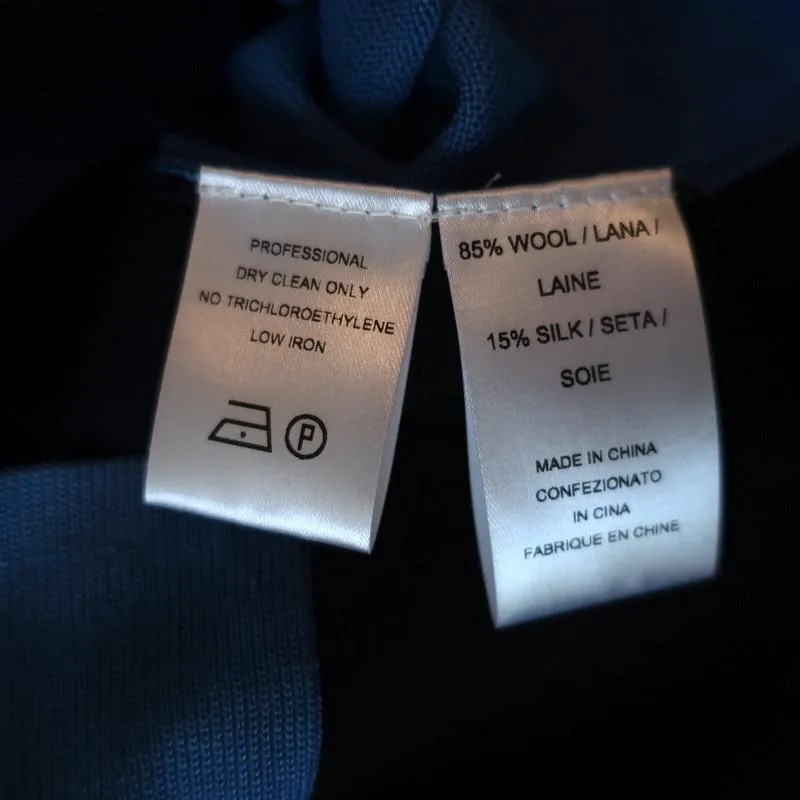 PROFESSIONAL
DRY CLEAN ONLY
NO TRICHLOROETHYLENE
LOW IRON
P
85% WOOL / LANA /
LAINE
15% SILK / SETA /
SOIE
MADE IN CHINA
CONFEZIONATO
IN CINA
FABRIQUE EN CHINE